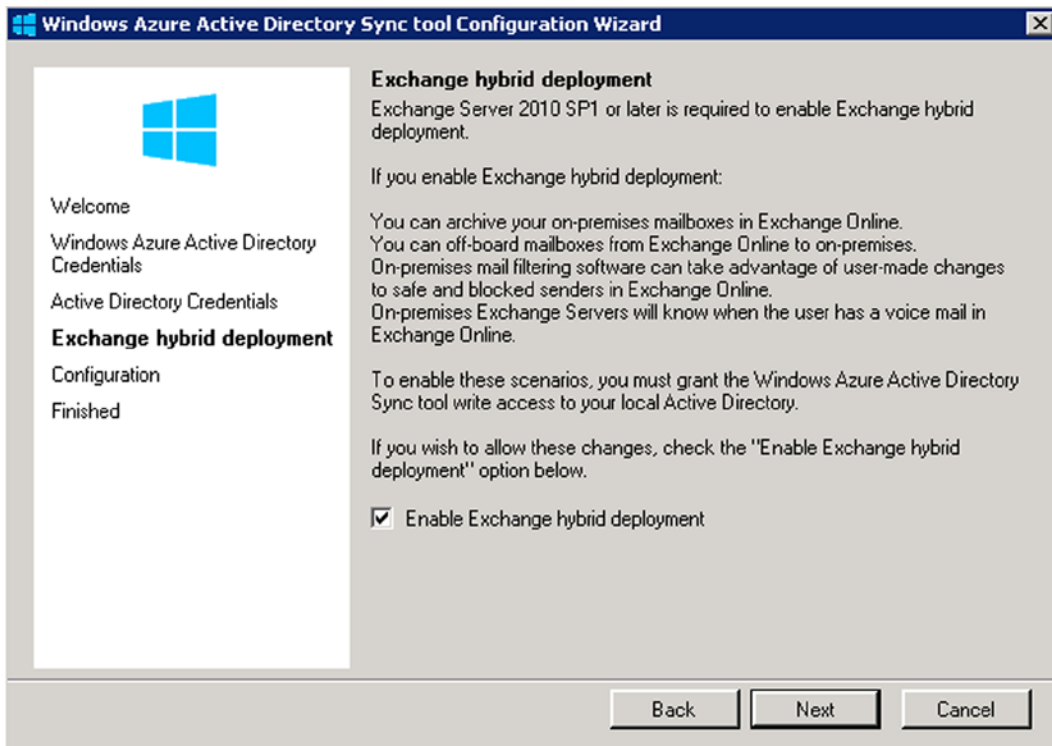 Windows Azure Active Directory Sync tool Configuration Wizard
Welcome
Windows Azure Active Directory
Credentials
Active Directory Credentials
Exchange hybrid deployment
Configuration
Finished
Exchange hybrid deployment
Exchange Server 2010 SP1 or later is required to enable Exchange hybrid
deployment.
If you enable Exchange hybrid deployment:
You can archive your on-premises mailboxes in Exchange Online.
You can off-board mailboxes from Exchange Online to on-premises.
On-premises mail filtering software can take advantage of user-made changes
to safe and blocked senders in Exchange Online.
On-premises Exchange Servers will know when the user has a voice mail in
Exchange Online.
To enable these scenarios, you must grant the Windows Azure Active Directory
Sync tool write access to your local Active Directory.
If you wish to allow these changes, check the "Enable Exchange hybrid
deployment" option below.
Enable Exchange hybrid deployment
Back Next Cancel